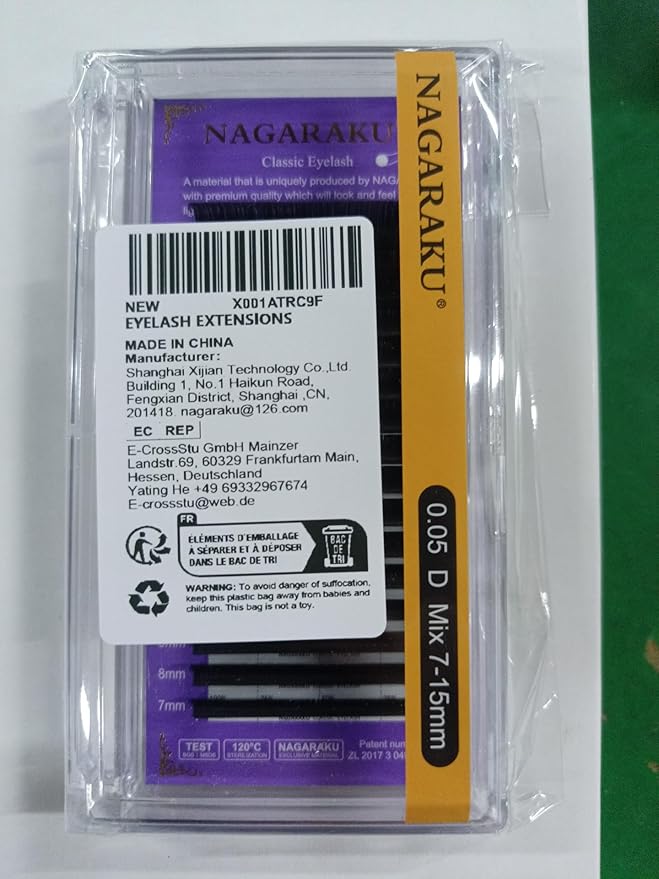 NAGARAKU
Classic Eyelash
A material that is uniquely produced by NAGA
with premium quality which will look and feel
NAGARAKU®
0.05 D Mix 7-15mm
NEW X001ATRC9F
EYELASH EXTENSIONS
MADE IN CHINA
Manufacturer:
Shanghai Xijian Technology Co.,Ltd.
Building 1, No.1 Haikun Road,
Fengxian District, Shanghai ,CN,
201418. nagaraku@126.com
EC REP
E-CrossStu GmbH Mainzer
Landstr.69, 60329 Frankfurtam Main,
Hessen, Deutschland
Yating He +49 69332967674
E-crossstu@web.de
FR
ÉLÉMENTS D'EMBALLAGE
À SÉPARER ET À DÉPOSER
DANS LE BAC DE TRI
BAC
DE
TRI
WARNING: To avoid danger of suffocation,
keep this plastic bag away from babies and
children. This bag is not a toy.
8mm
7mm
TEST
SGS | MSDS
120°C
STERILIZATION
NAGARAKU
EXCLUSIVE MATERIAL
Patent num
ZL 2017 3 04